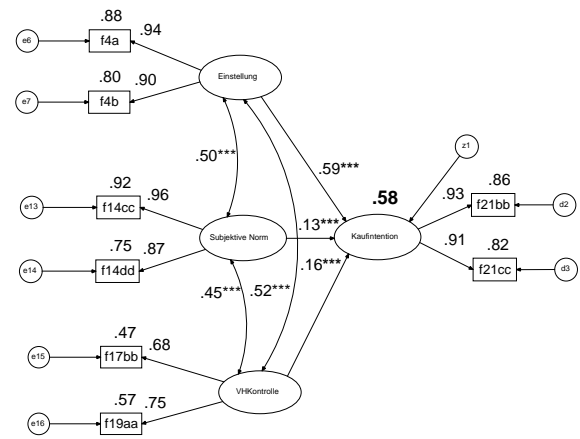 .88
e6 f4a .94
.80
e7 f4b .90
Einstellung
z1
.50*** .59***
.58 .86
.93 f21bb d2
.92
e13 f14cc .96
Subjektive Norm .13*** Kaufintention
.75 .91 .82
e14 f14dd .87 f21cc d3
.45*** .52*** .16***
.47
e15 f17bb .68
.57 VHKontrolle
e16 f19aa .75